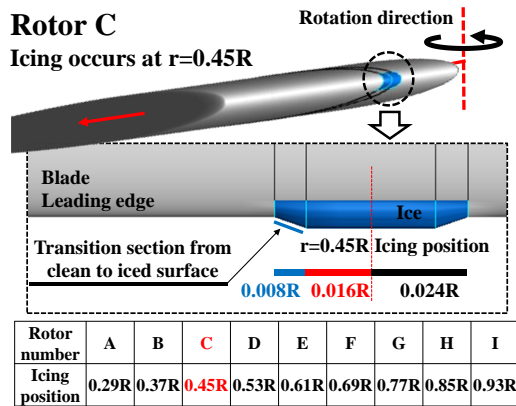 Rotor C
Rotation direction
Icing occurs at r=0.45R
Blade
Leading edge
Ice
Transition section from
clean to iced surface
r=0.45R Icing position
0.008R 0.016R 0.024R
Rotor number A B C D E F G H I
Icing position 0.29R 0.37R 0.45R 0.53R 0.61R 0.69R 0.77R 0.85R 0.93R